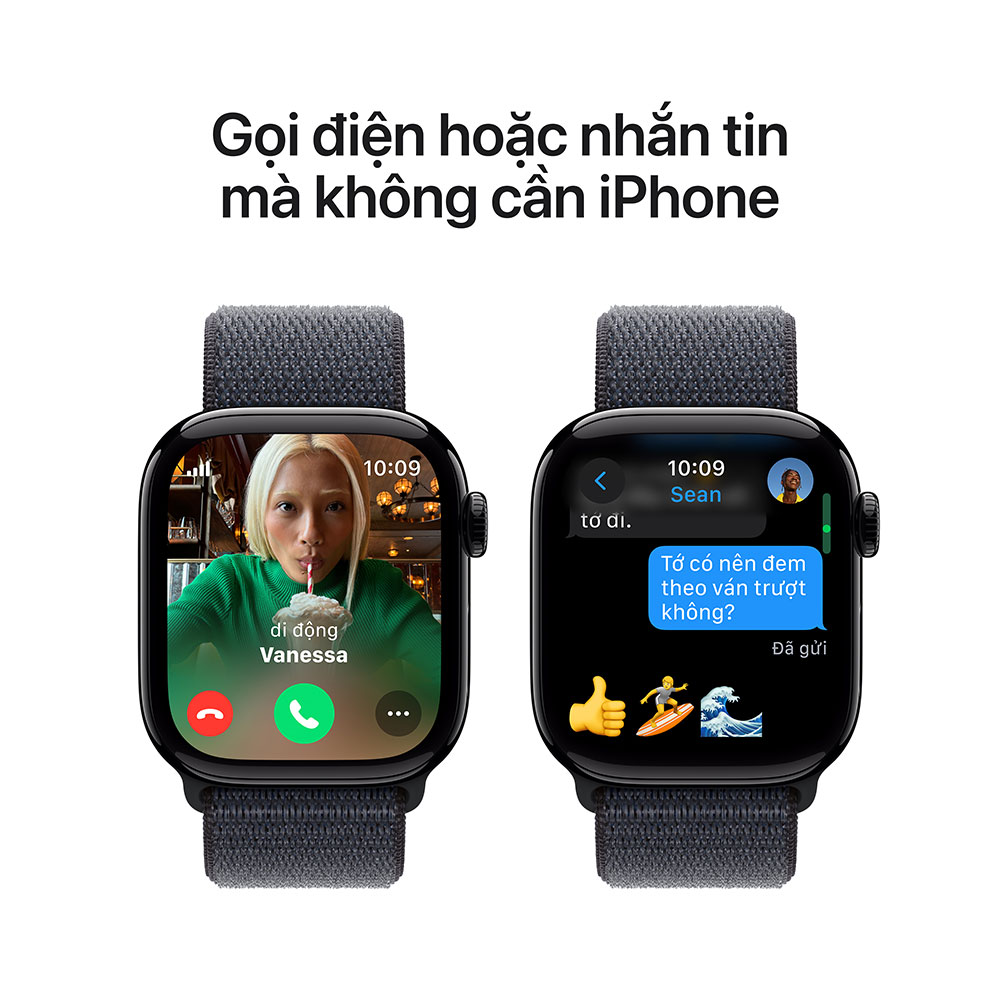 Gọi điện hoặc nhắn tin
mà không cần iPhone
10:09
di động
Vanessa
10:09
Sean
tớ đi.
Tớ có nên đem
theo ván trượt
không?
Đã gửi